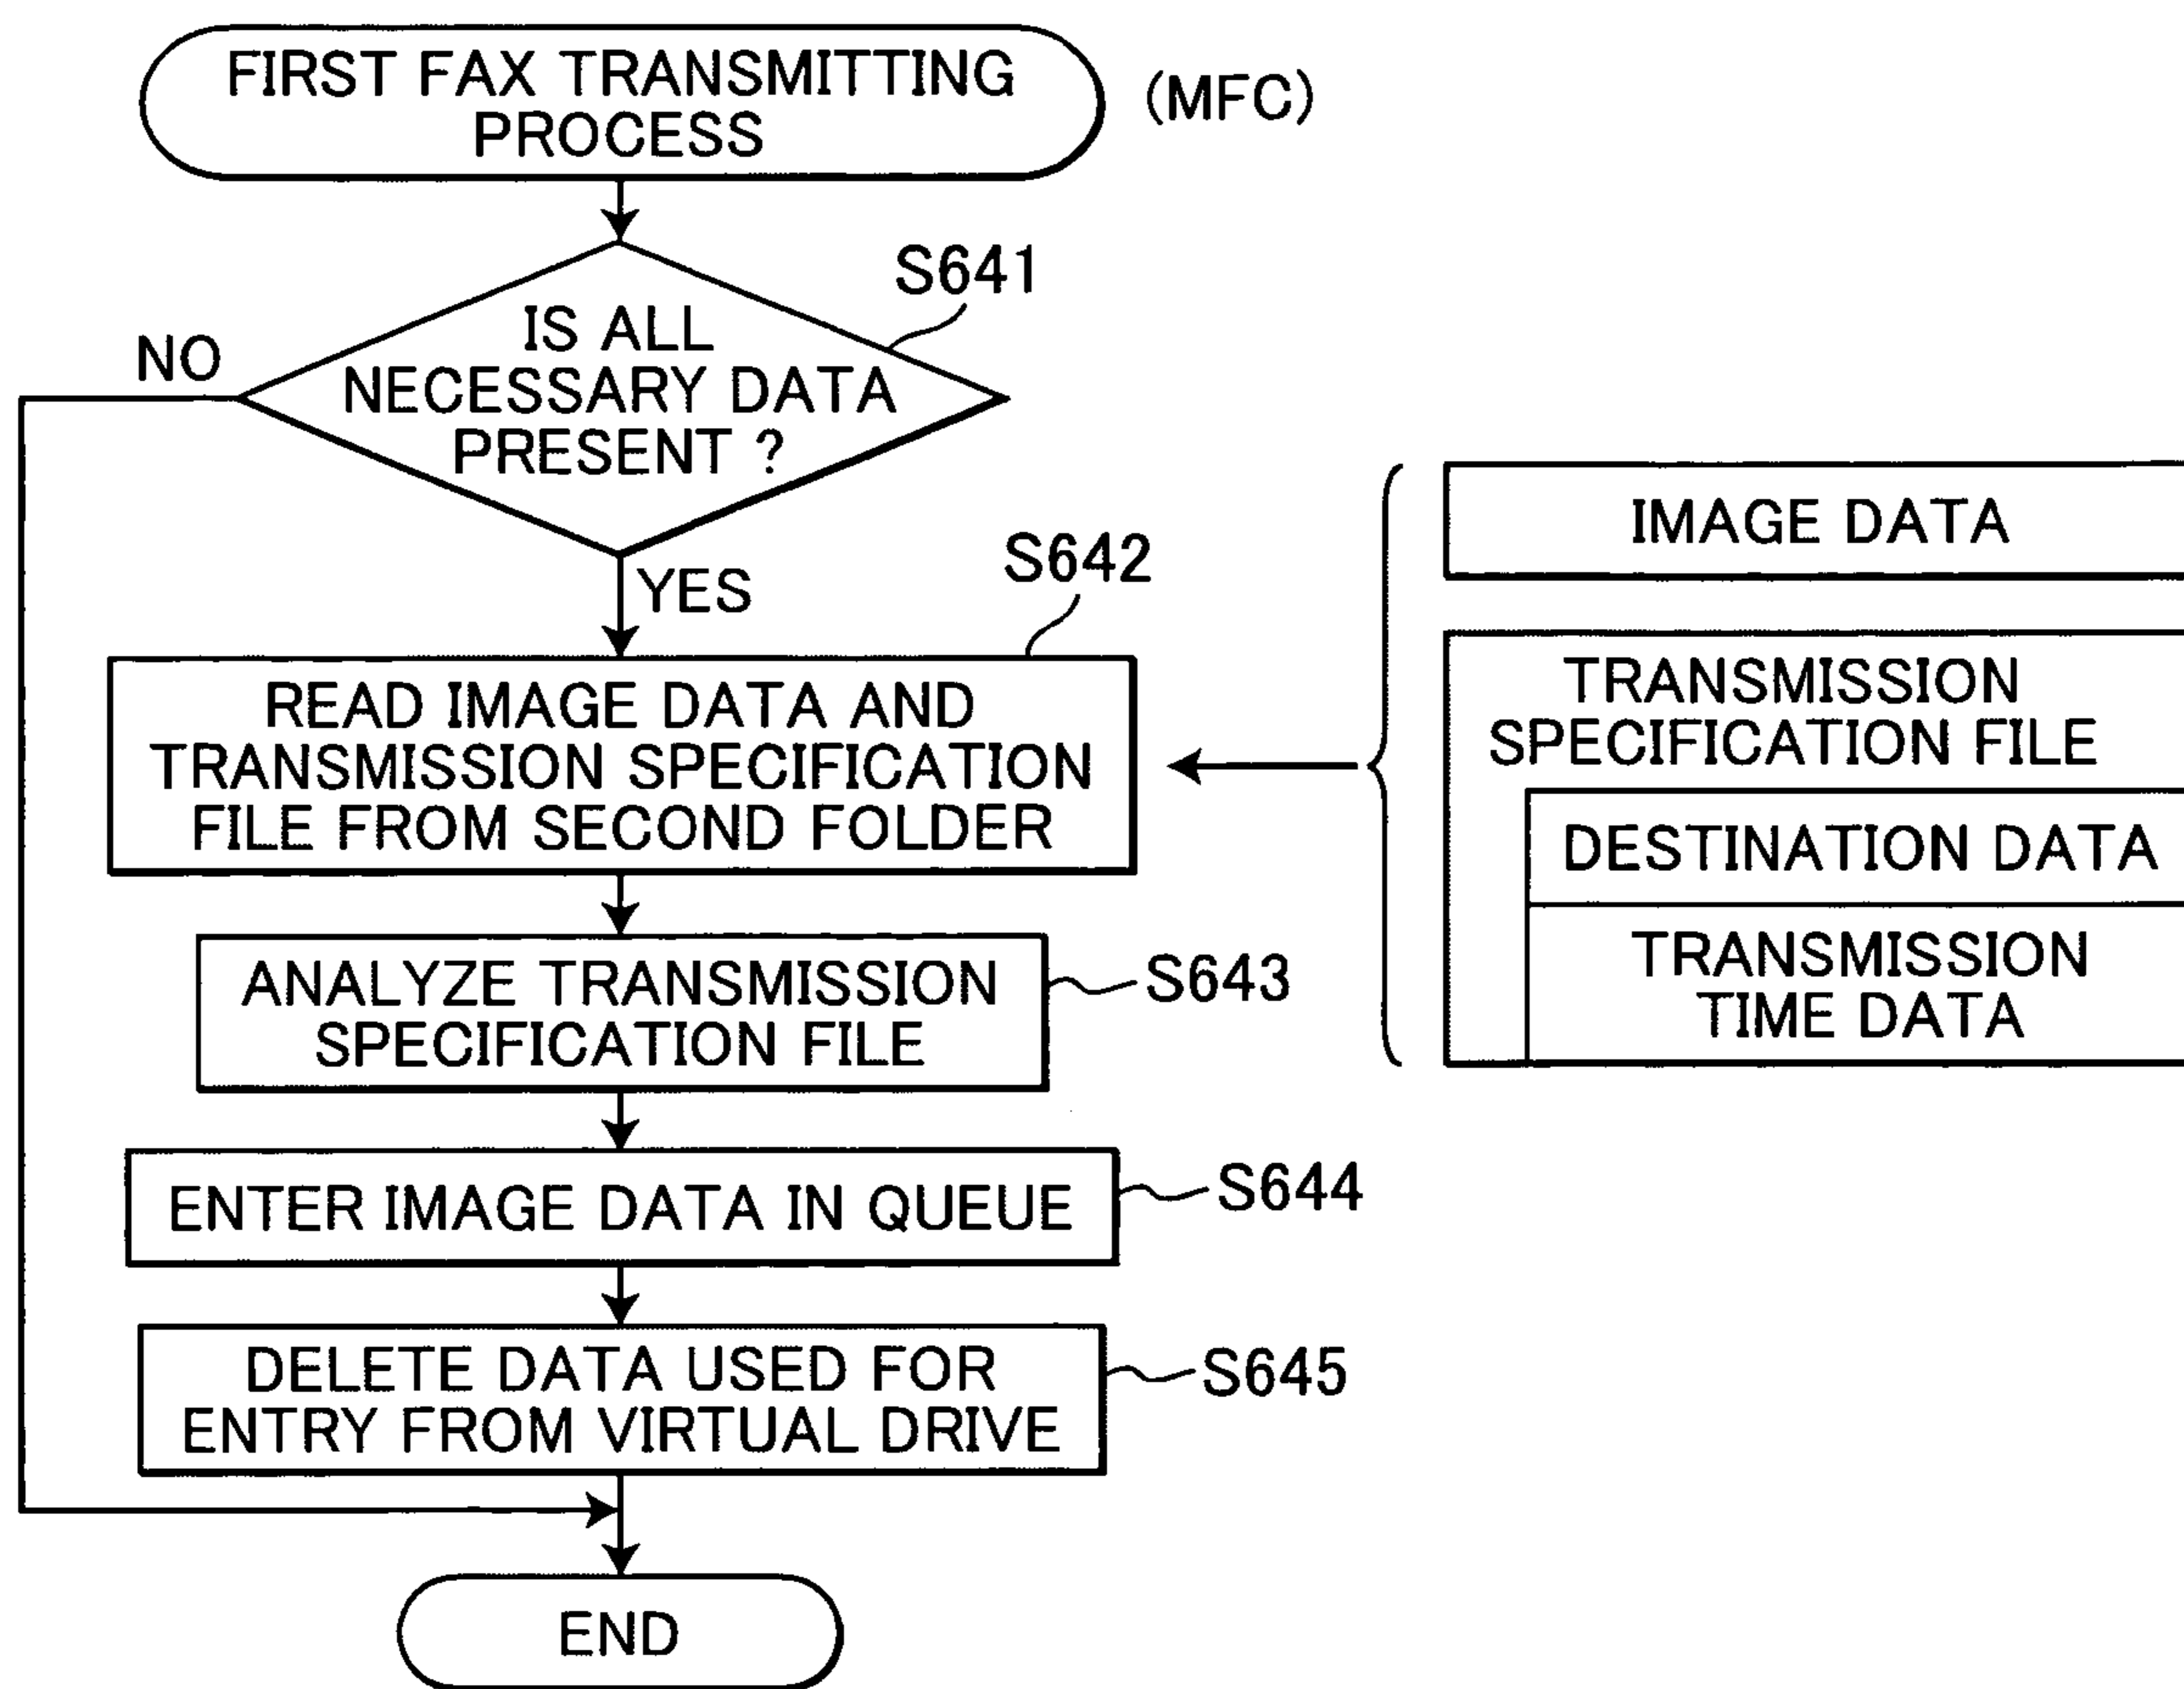 FIRST FAX TRANSMITTING
PROCESS
(MFC)
S641
IS ALL
NECESSARY DATA
PRESENT ?
NO
YES
S642
READ IMAGE DATA AND
TRANSMISSION SPECIFICATION
FILE FROM SECOND FOLDER
IMAGE DATA
TRANSMISSION
SPECIFICATION FILE
DESTINATION DATA
TRANSMISSION
TIME DATA
ANALYZE TRANSMISSION
SPECIFICATION FILE
S643
ENTER IMAGE DATA IN QUEUE
S644
DELETE DATA USED FOR
ENTRY FROM VIRTUAL DRIVE
S645
END